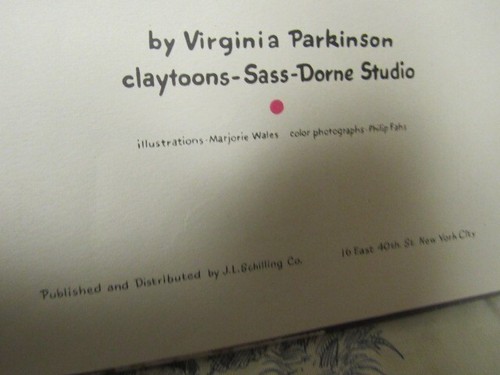 by Virginia Parkinson
claytoons-Sass-Dorne Studio
illustrations-Marjorie Wales color photographs-Philip Fahs
Published and Distributed by J.L. Schilling Co. 16 East 40th. St. New York City